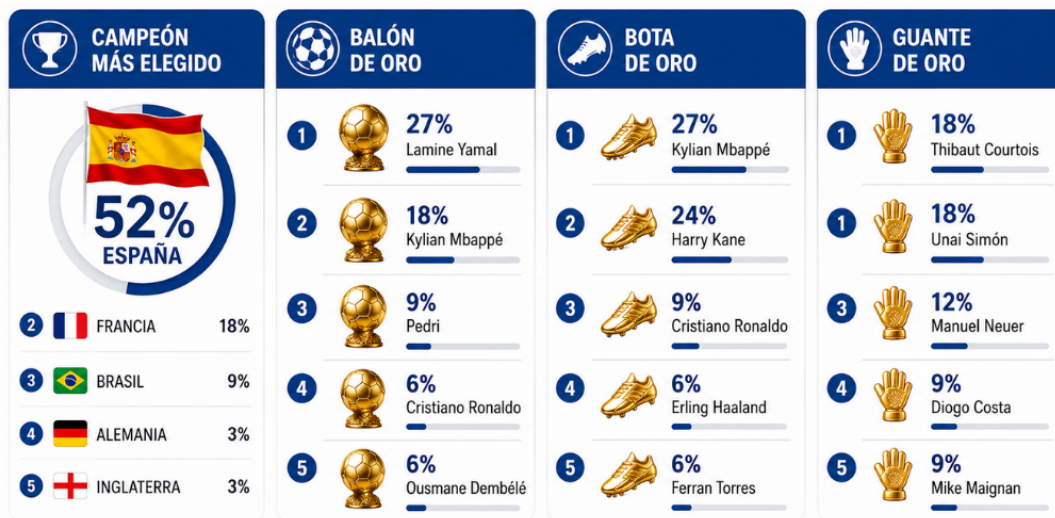 CAMPEÓN
MÁS ELEGIDO
52%
ESPAÑA
2 FRANCIA 18%
3 BRASIL 9%
4 ALEMANIA 3%
5 INGLATERRA 3%
BALÓN
DE ORO
1 27%
Lamine Yamal
2 18%
Kylian Mbappé
3 9%
Pedri
4 6%
Cristiano Ronaldo
5 6%
Ousmane Dembélé
BOTA
DE ORO
1 27%
Kylian Mbappé
2 24%
Harry Kane
3 9%
Cristiano Ronaldo
4 6%
Erling Haaland
5 6%
Ferran Torres
GUANTE
DE ORO
1 18%
Thibaut Courtois
1 18%
Unai Simón
3 12%
Manuel Neuer
4 9%
Diogo Costa
5 9%
Mike Maignan